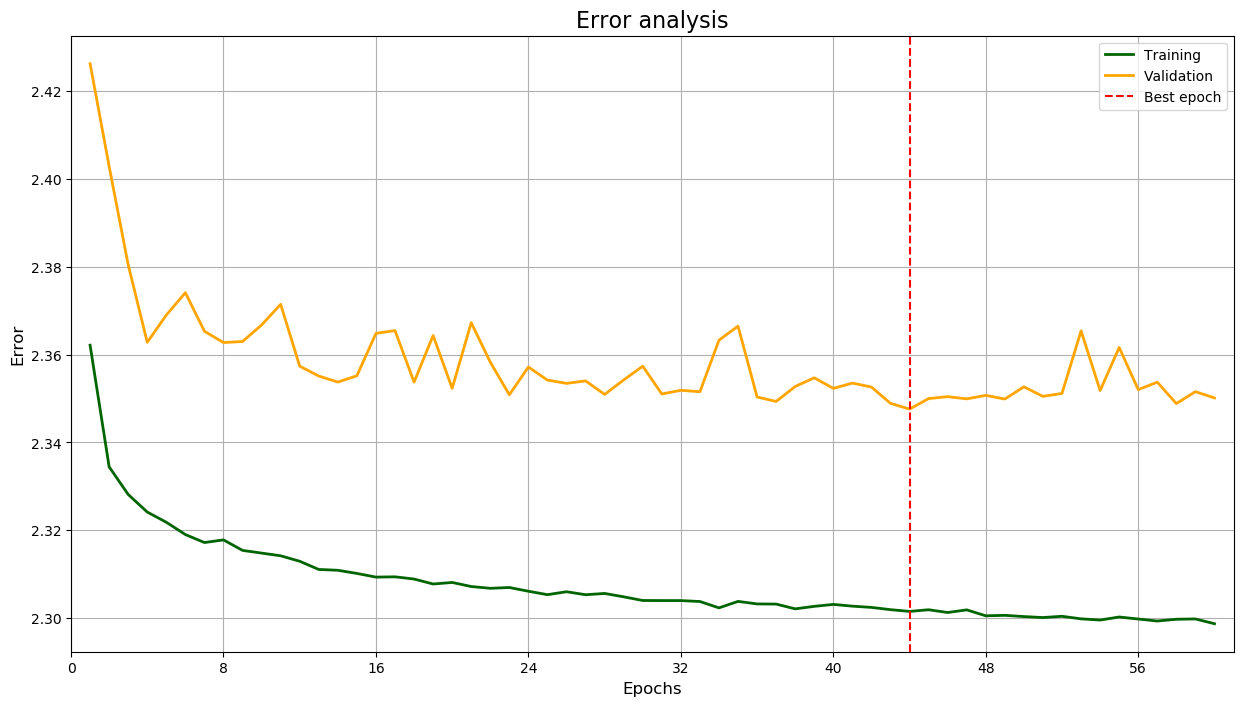 Error analysis
Training
Validation
Best epoch
Error
2.42
2.40
2.38
2.36
2.34
2.32
2.30
0 8 16 24 32 40 48 56
Epochs